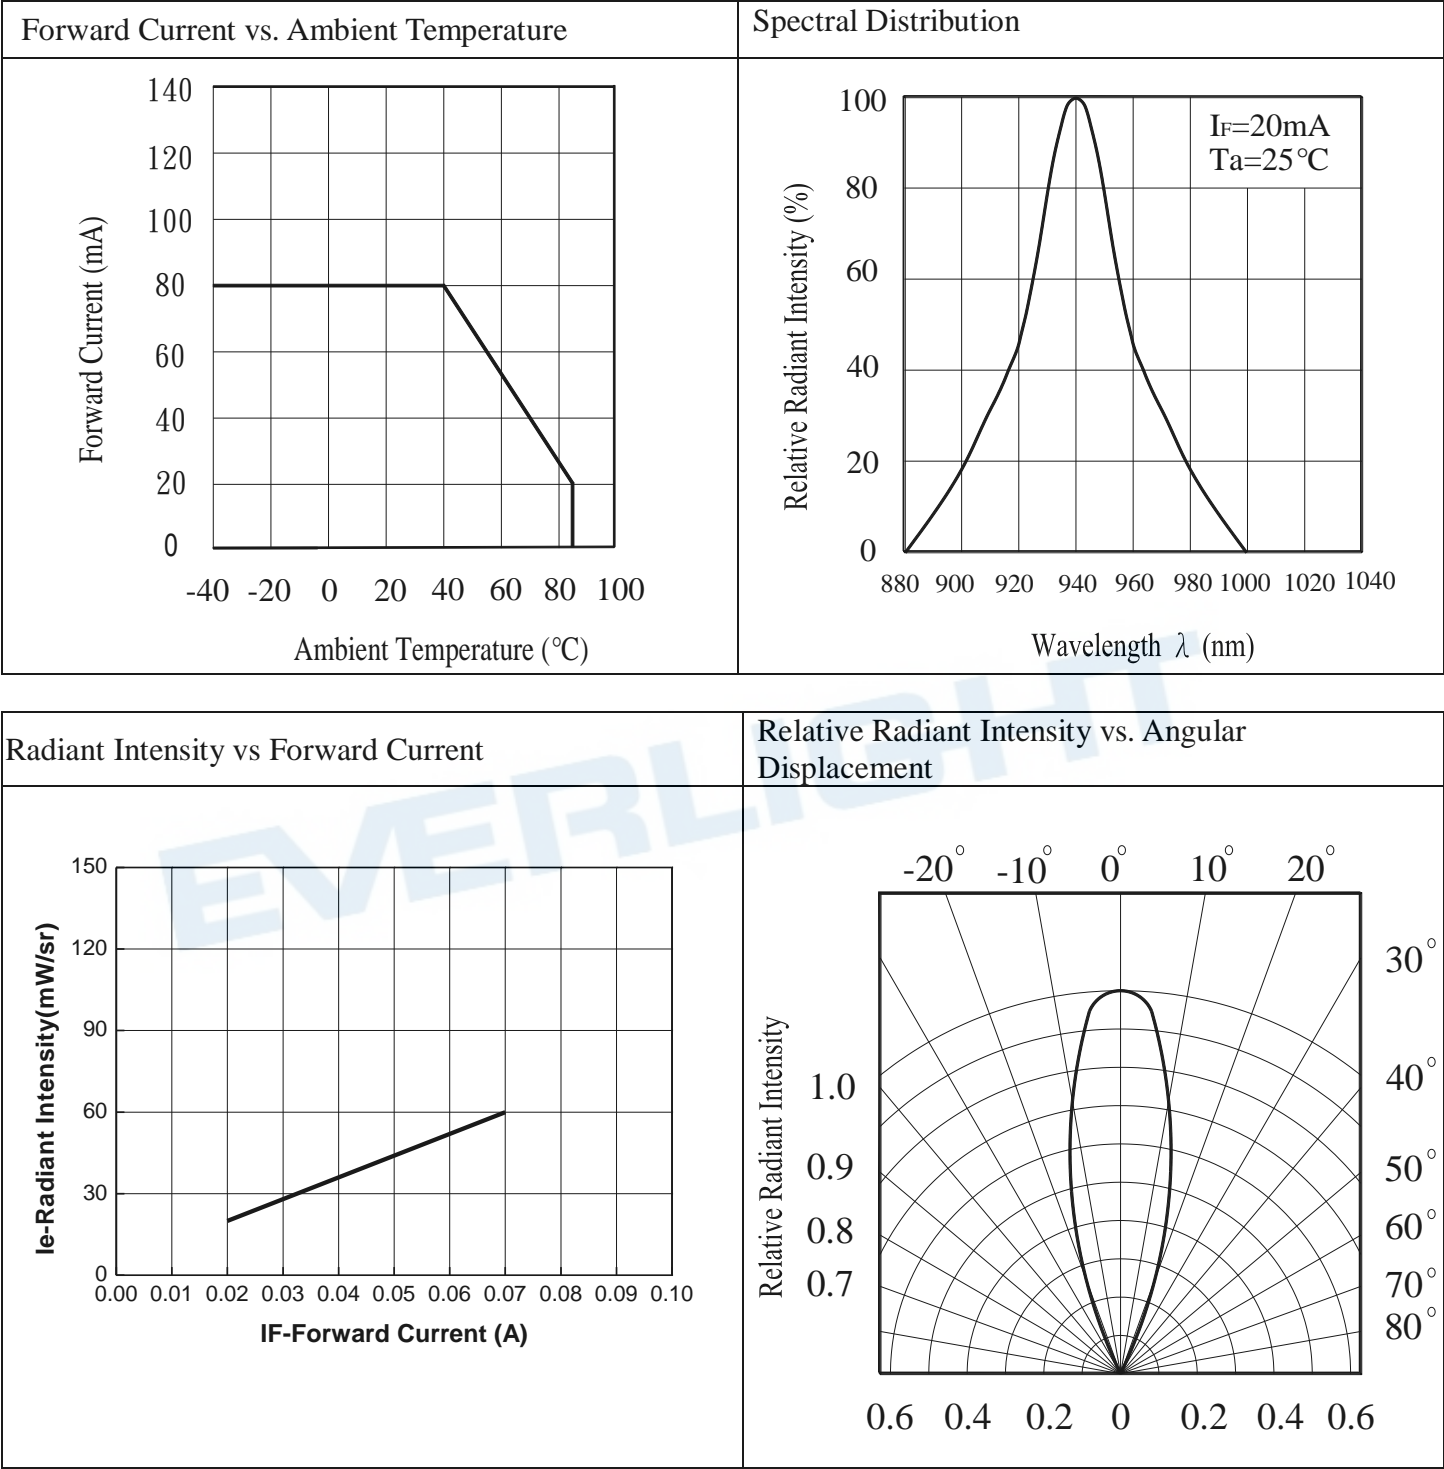 Forward Current vs. Ambient Temperature
140
120
100
80
60
40
20
0
Forward Current (mA)
-40 -20 0 20 40 60 80 100
Ambient Temperature (°C)
Spectral Distribution
100
80
60
40
20
0
Relative Radiant Intensity (%)
IF=20mA
Ta=25°C
880 900 920 940 960 980 1000 1020 1040
Wavelength λ (nm)
EVERLIGHT
Radiant Intensity vs Forward Current
150
120
90
60
30
0
Ie-Radiant Intensity(mW/sr)
0.00 0.01 0.02 0.03 0.04 0.05 0.06 0.07 0.08 0.09 0.10
IF-Forward Current (A)
Relative Radiant Intensity vs. Angular
Displacement
-20° -10° 0° 10° 20°
30°
40°
50°
60°
70°
80°
Relative Radiant Intensity
1.0
0.9
0.8
0.7
0.6 0.4 0.2 0 0.2 0.4 0.6